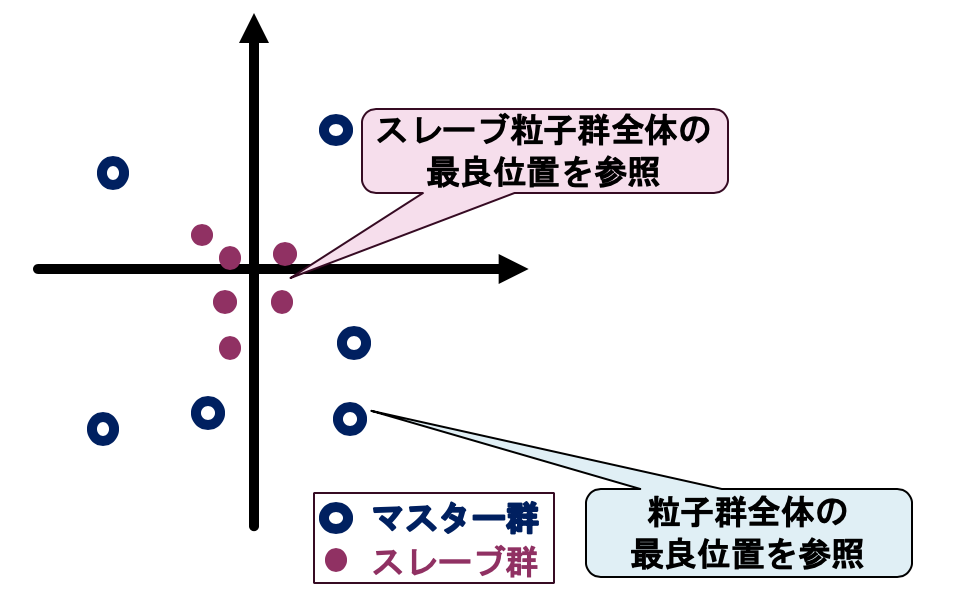 スレーブ粒子群全体の
最良位置を参照
マスター群
スレーブ群
粒子群全体の
最良位置を参照